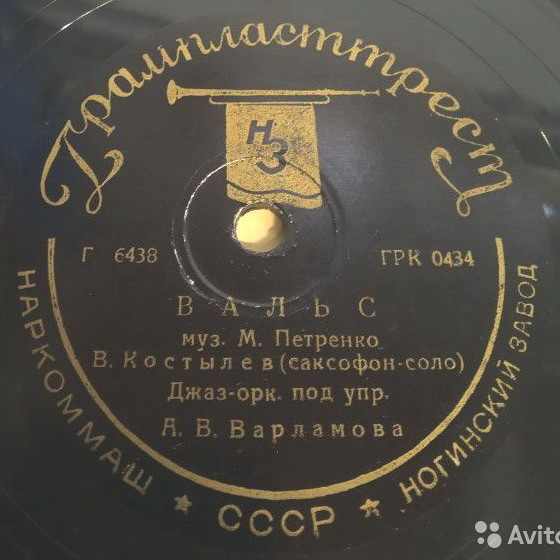 Грампласттрест
НЗ
Г 6438
ГРК 0434
ВАЛЬС
муз. М. Петренко
В. Костылев (саксофон-соло)
Джаз-орк. под упр.
А. В. Варламова
НАРКОММАШ ★ СССР ★ НОГИНСКИЙ ЗАВОД
Avito